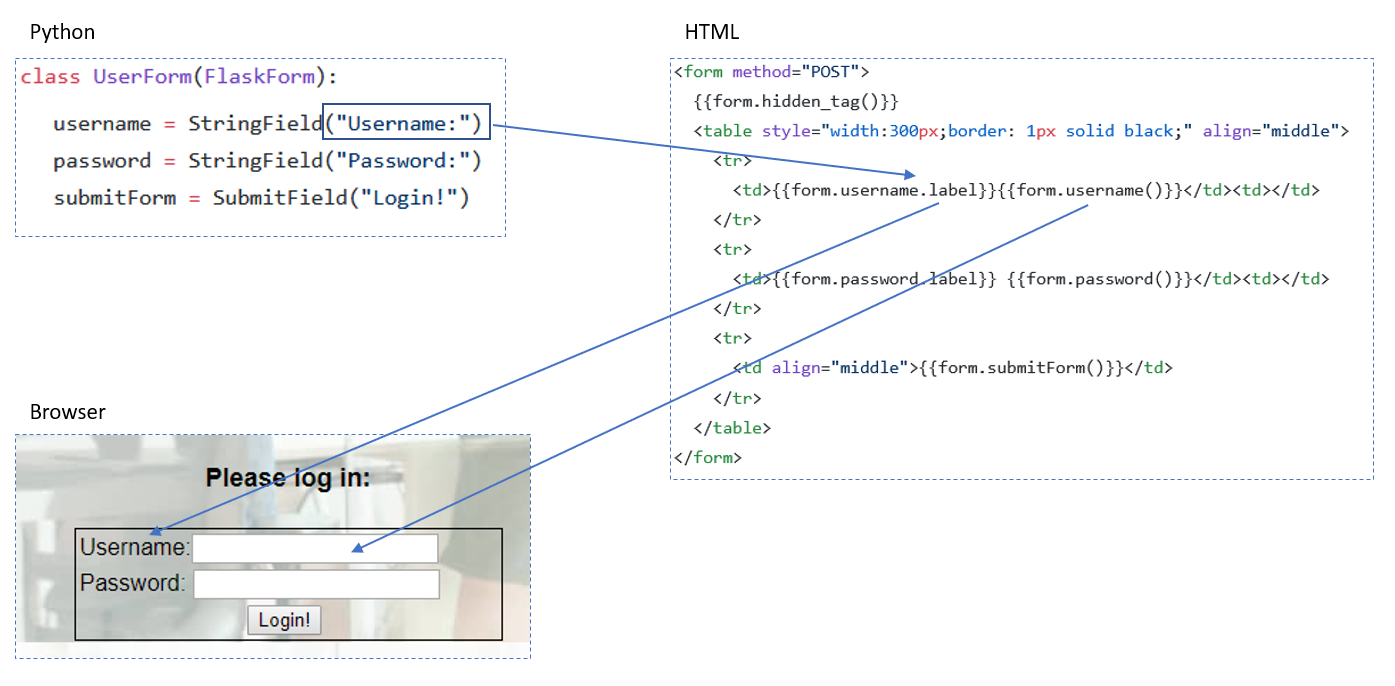 Python
class UserForm(FlaskForm):
username = StringField("Username:")
password = StringField("Password:")
submitForm = SubmitField("Login!")
HTML
<form method="POST">
{{form.hidden_tag()}}
<table style="width:300px;border: 1px solid black;" align="middle">
<tr>
<td>{{form.username.label}}{{form.username()}}</td><td></td>
</tr>
<tr>
<td>{{form.password.label}} {{form.password()}}</td><td></td>
</tr>
<tr>
<td align="middle">{{form.submitForm()}}</td>
</tr>
</table>
</form>
Browser
Please log in:
Username:
Password:
Login!